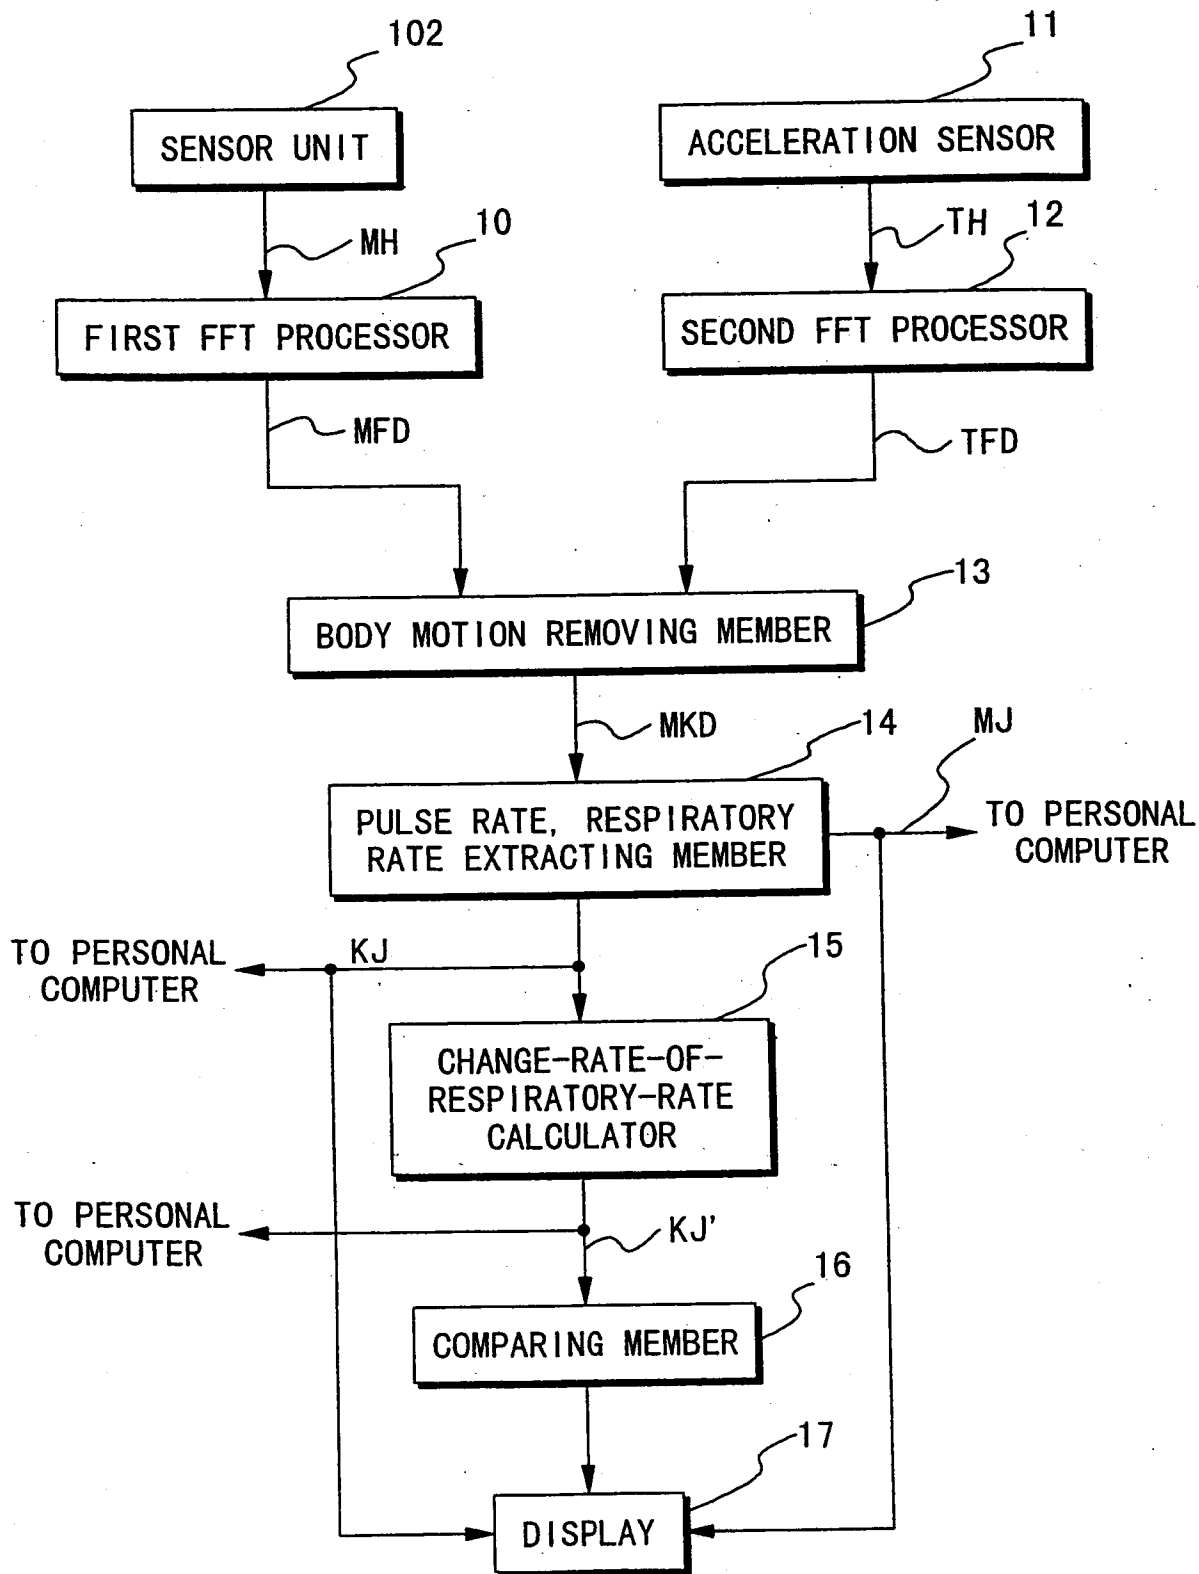 102
11
SENSOR UNIT
ACCELERATION SENSOR
MH
10
TH
12
FIRST FFT PROCESSOR
SECOND FFT PROCESSOR
MFD
TFD
13
BODY MOTION REMOVING MEMBER
MKD
14
MJ
PULSE RATE, RESPIRATORY
RATE EXTRACTING MEMBER
TO PERSONAL
COMPUTER
TO PERSONAL
COMPUTER
KJ
15
CHANGE-RATE-OF-
RESPIRATORY-RATE
CALCULATOR
TO PERSONAL
COMPUTER
KJ'
16
COMPARING MEMBER
17
DISPLAY